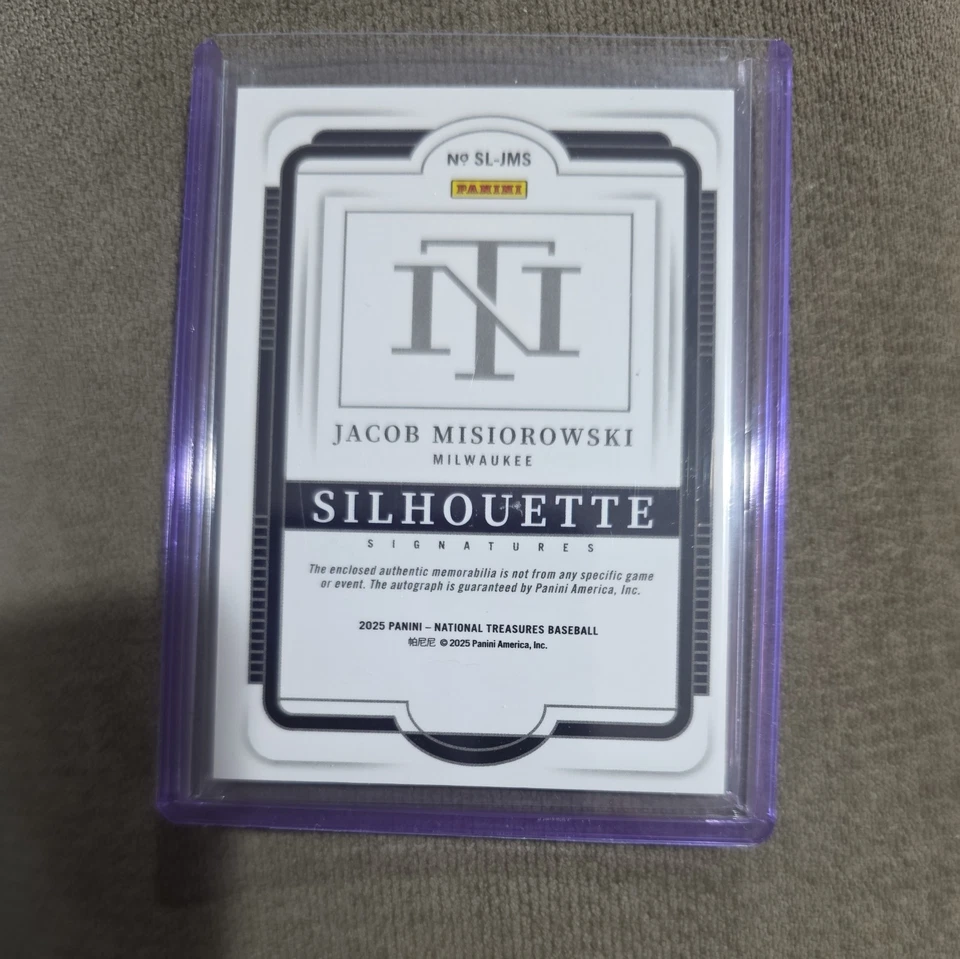 Nº SL-JMS
PANINI
NT
JACOB MISIOROWSKI
MILWAUKEE
SILHOUETTE
SIGNATURES
The enclosed authentic memorabilia is not from any specific game
or event. The autograph is guaranteed by Panini America, Inc.
2025 PANINI – NATIONAL TREASURES BASEBALL
帕尼尼 © 2025 Panini America, Inc.